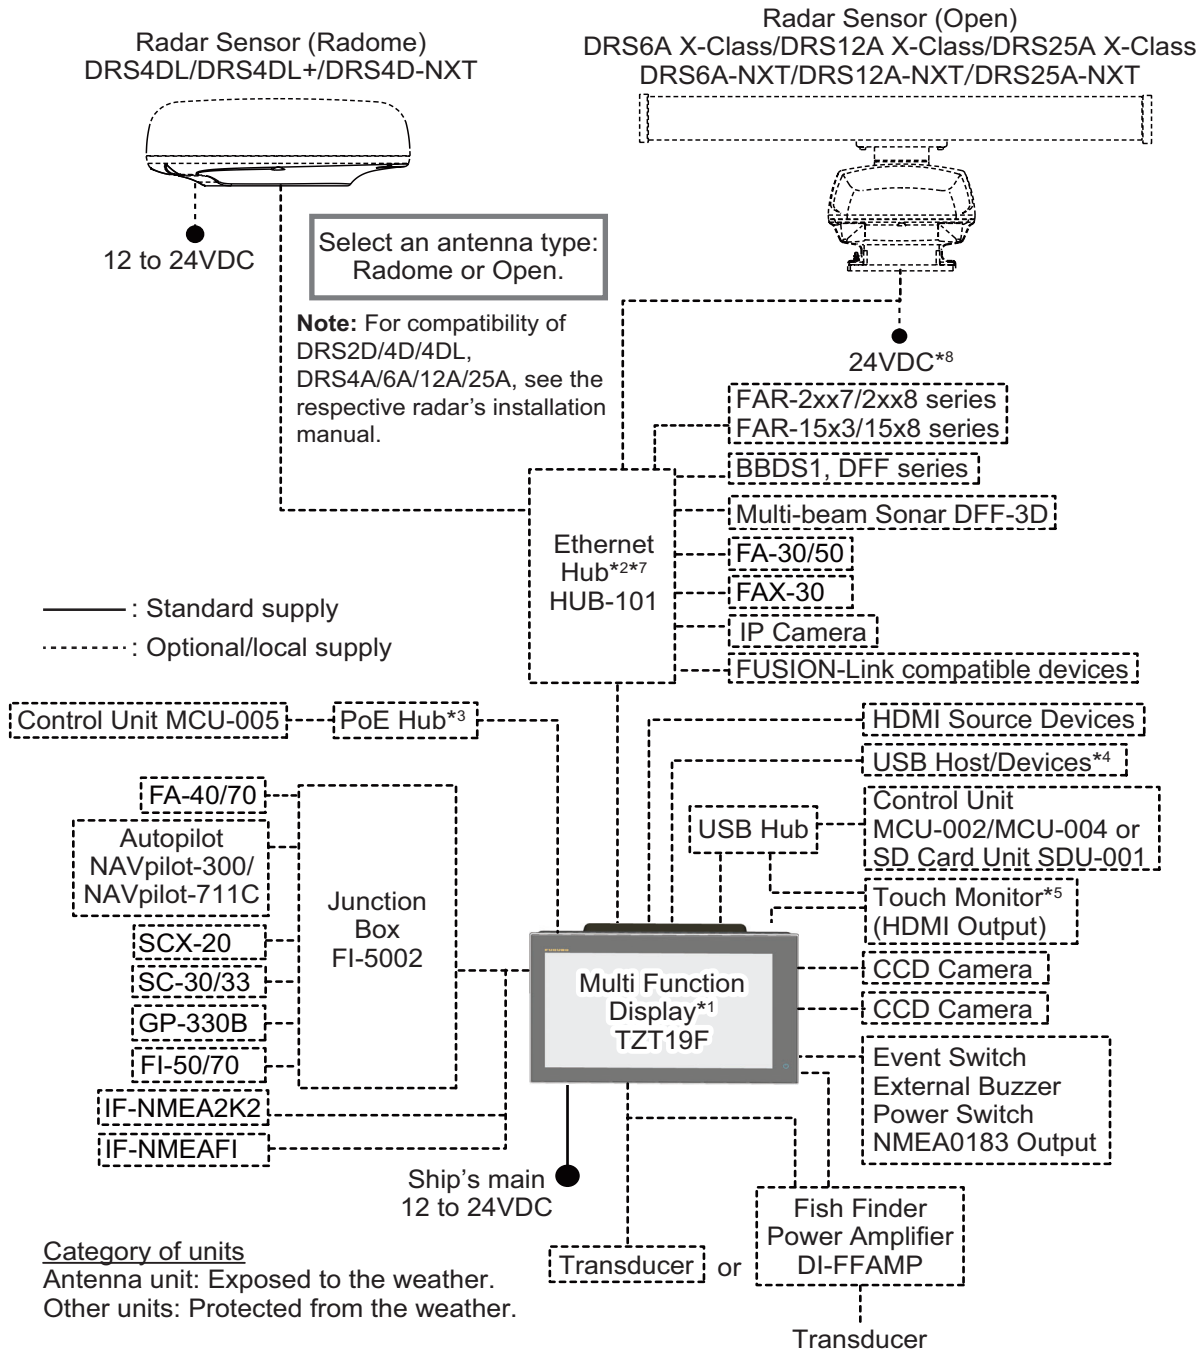 Radar Sensor (Radome)
DRS4DL/DRS4DL+/DRS4D-NXT
Radar Sensor (Open)
DRS6A X-Class/DRS12A X-Class/DRS25A X-Class
DRS6A-NXT/DRS12A-NXT/DRS25A-NXT
12 to 24VDC
Select an antenna type:
Radome or Open.
Note: For compatibility of
DRS2D/4D/4DL,
DRS4A/6A/12A/25A, see the
respective radar's installation
manual.
24VDC*8
FAR-2xx7/2xx8 series
FAR-15x3/15x8 series
BBDS1, DFF series
Multi-beam Sonar DFF-3D
FA-30/50
FAX-30
IP Camera
FUSION-Link compatible devices
Ethernet
Hub*2*7
HUB-101
: Standard supply
: Optional/local supply
Control Unit MCU-005
PoE Hub*3
HDMI Source Devices
USB Host/Devices*4
USB Hub
Control Unit
MCU-002/MCU-004 or
SD Card Unit SDU-001
Touch Monitor*5
(HDMI Output)
CCD Camera
CCD Camera
Event Switch
External Buzzer
Power Switch
NMEA0183 Output
FA-40/70
Autopilot
NAVpilot-300/
NAVpilot-711C
SCX-20
SC-30/33
GP-330B
FI-50/70
IF-NMEA2K2
IF-NMEAFI
Junction
Box
FI-5002
Multi Function
Display*1
TZT19F
Ship's main
12 to 24VDC
Transducer
or
Fish Finder
Power Amplifier
DI-FFAMP
Transducer
Category of units
Antenna unit: Exposed to the weather.
Other units: Protected from the weather.